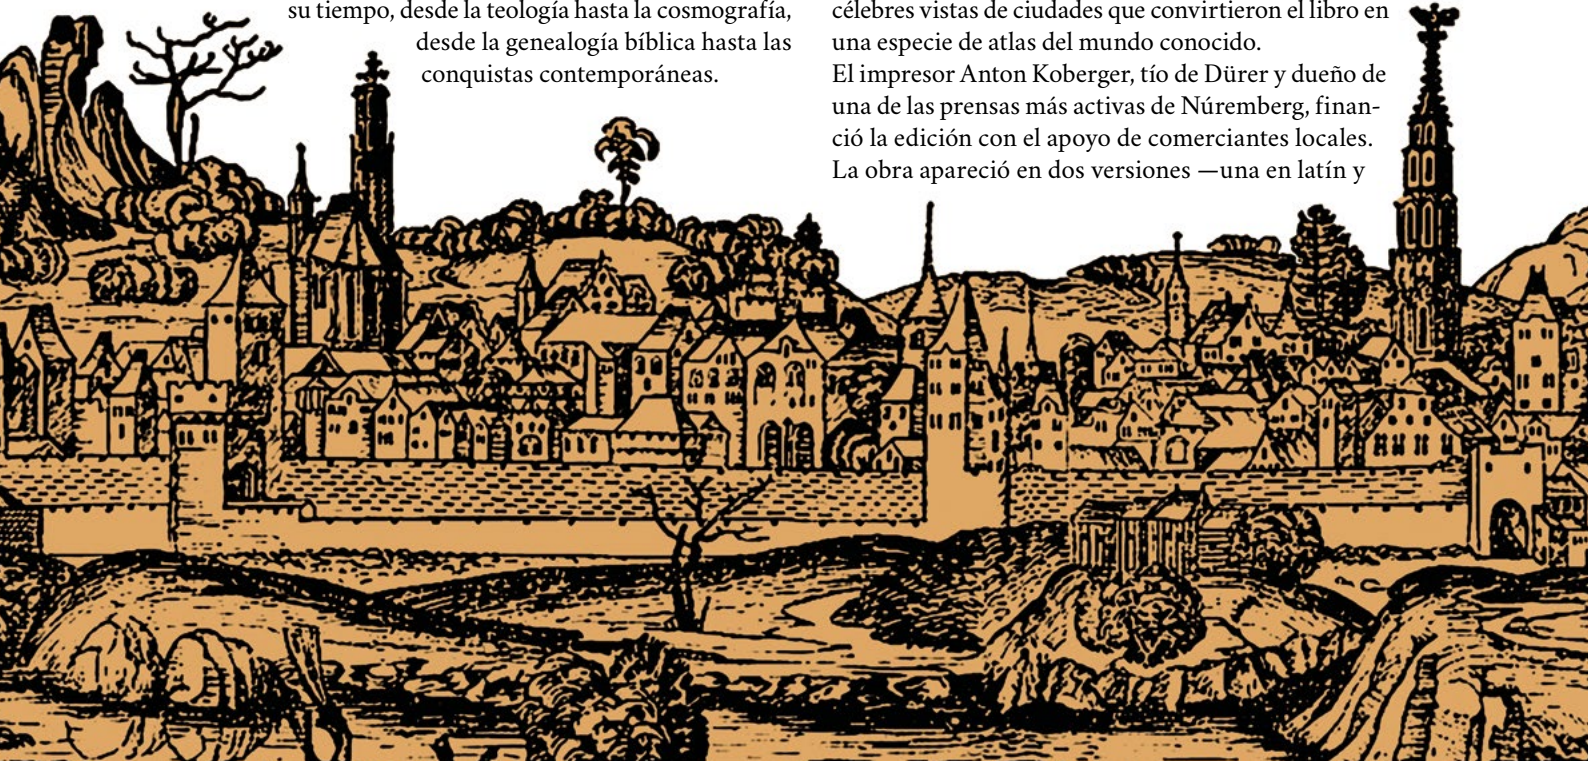 su tiempo, desde la teología hasta la cosmografía,
desde la genealogía bíblica hasta las
conquistas contemporáneas.
célebres vistas de ciudades que convirtieron el libro en
una especie de atlas del mundo conocido.
El impresor Anton Koberger, tío de Dürer y dueño de
una de las prensas más activas de Núremberg, finan-
ció la edición con el apoyo de comerciantes locales.
La obra apareció en dos versiones —una en latín y